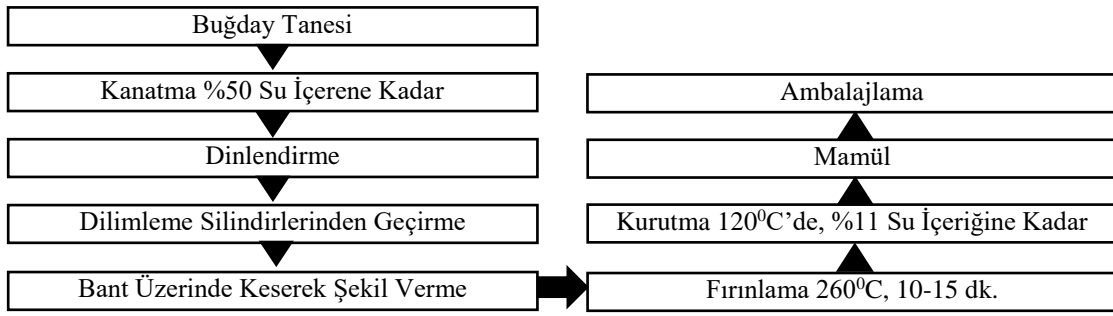 Buğday Tanesi
Kanatma %50 Su İçerene Kadar
Dinlendirme
Dilimleme Silindirlerinden Geçirme
Bant Üzerinde Keserek Şekil Verme
Fırınlama 260⁰C, 10-15 dk.
Kurutma 120⁰C’de, %11 Su İçeriğine Kadar
Mamül
Ambalajlama